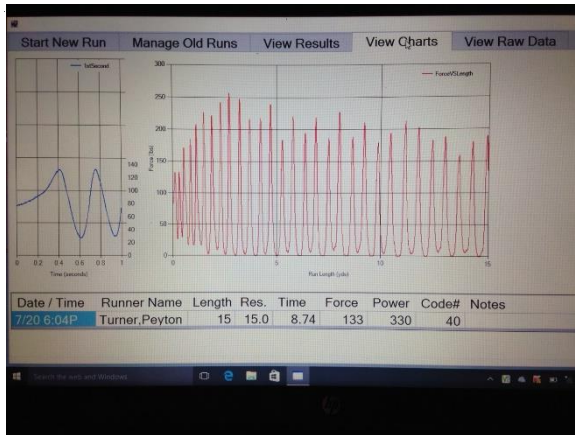 Start New Run Manage Old Runs View Results View Charts View Raw Data
1stSecond
140
120
100
80
60
40
20
0
0 0.2 0.4 0.6 0.8 1
Time (seconds)
ForceVSLength
300
250
200
150
100
50
0
Force (lbs)
0 5 10 15
Run Length (yds)
Date / Time Runner Name Length Res. Time Force Power Code# Notes
7/20 6:04P Turner,Peyton 15 15.0 8.74 133 330 40
Search the web and Windows
hp